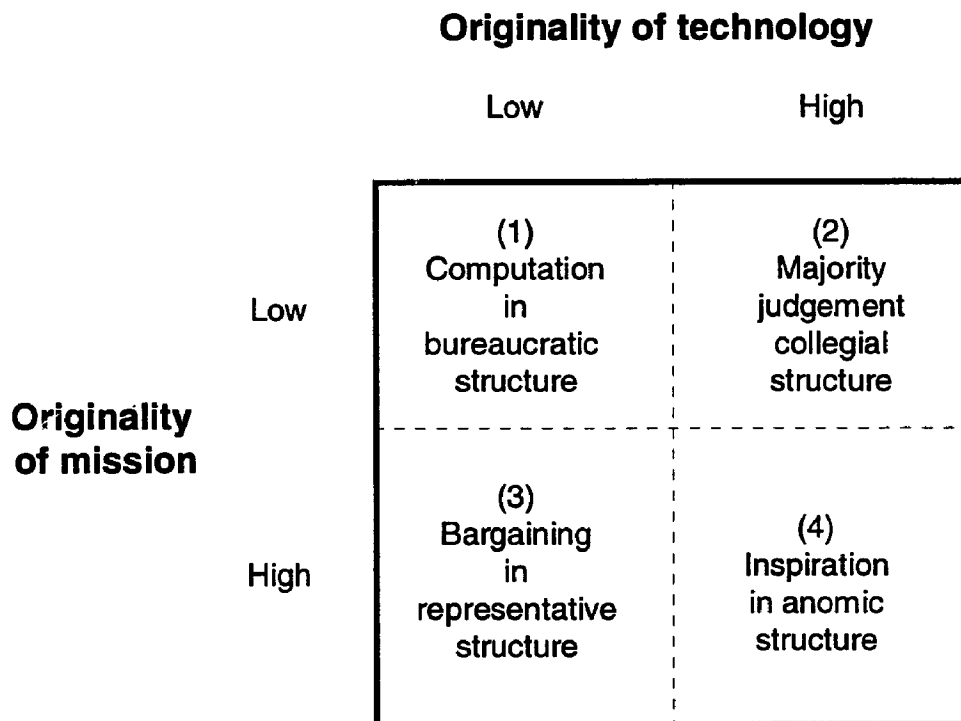 Originality of technology
Low High
(1)
Computation
in
bureaucratic
structure
(2)
Majority
judgement
collegial
structure
Low
Originality
of mission
(3)
Bargaining
in
representative
structure
(4)
Inspiration
in anomic
structure
High